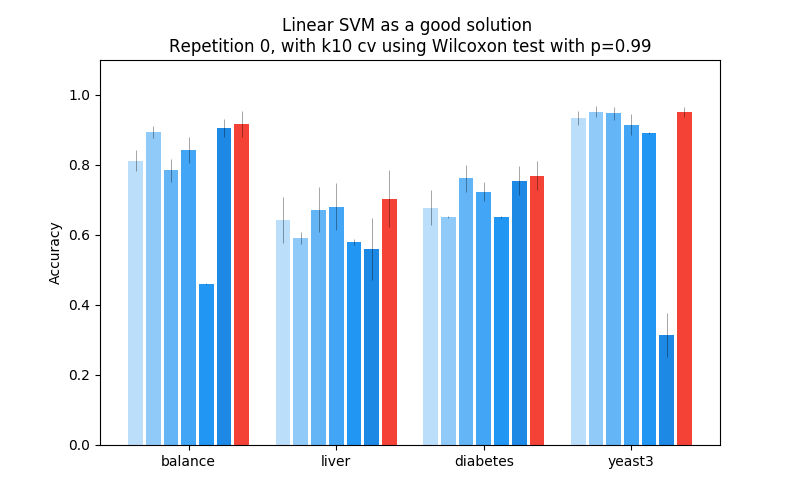 Linear SVM as a good solution
Repetition 0, with k10 cv using Wilcoxon test with p=0.99
1.0
0.8
0.6
0.4
0.2
0.0
Accuracy
balance
liver
diabetes
yeast3